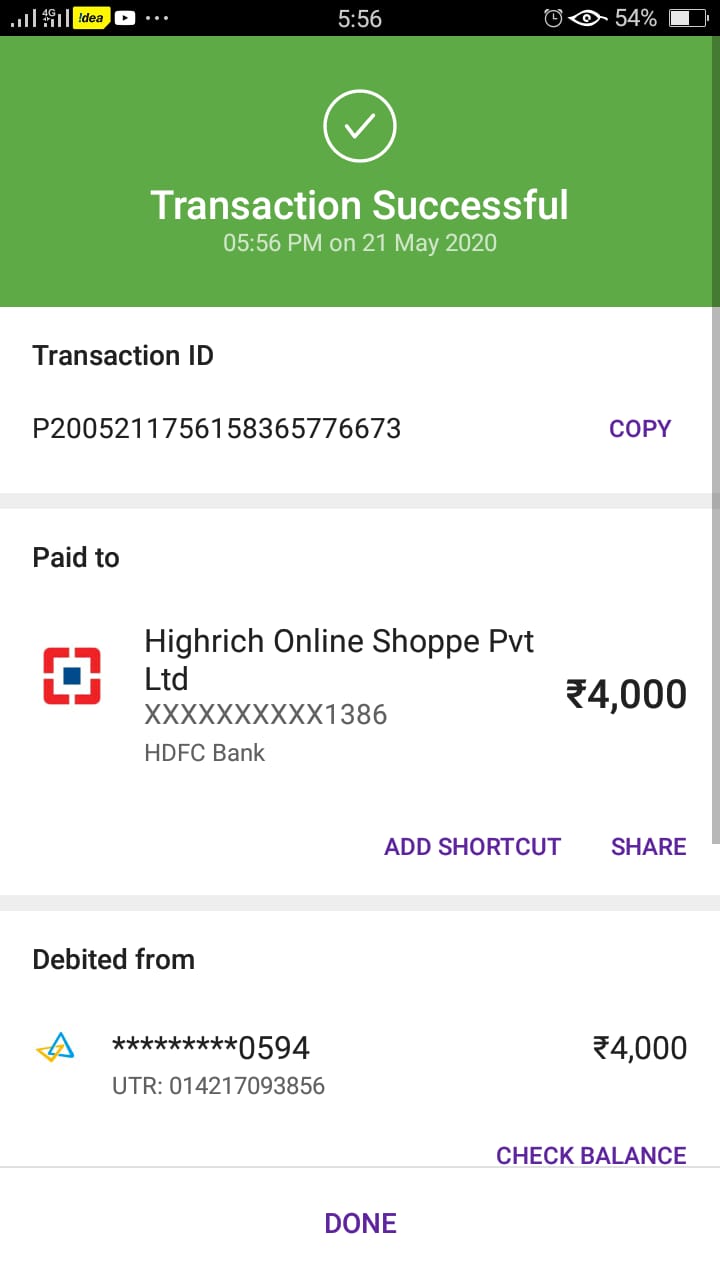 4G !dea 5:56 54%
Transaction Successful
05:56 PM on 21 May 2020
Transaction ID
P2005211756158365776673 COPY
Paid to
Highrich Online Shoppe Pvt
Ltd
₹4,000
XXXXXXXXXX1386
HDFC Bank
ADD SHORTCUT SHARE
Debited from
*********0594 ₹4,000
UTR: 014217093856
CHECK BALANCE
DONE